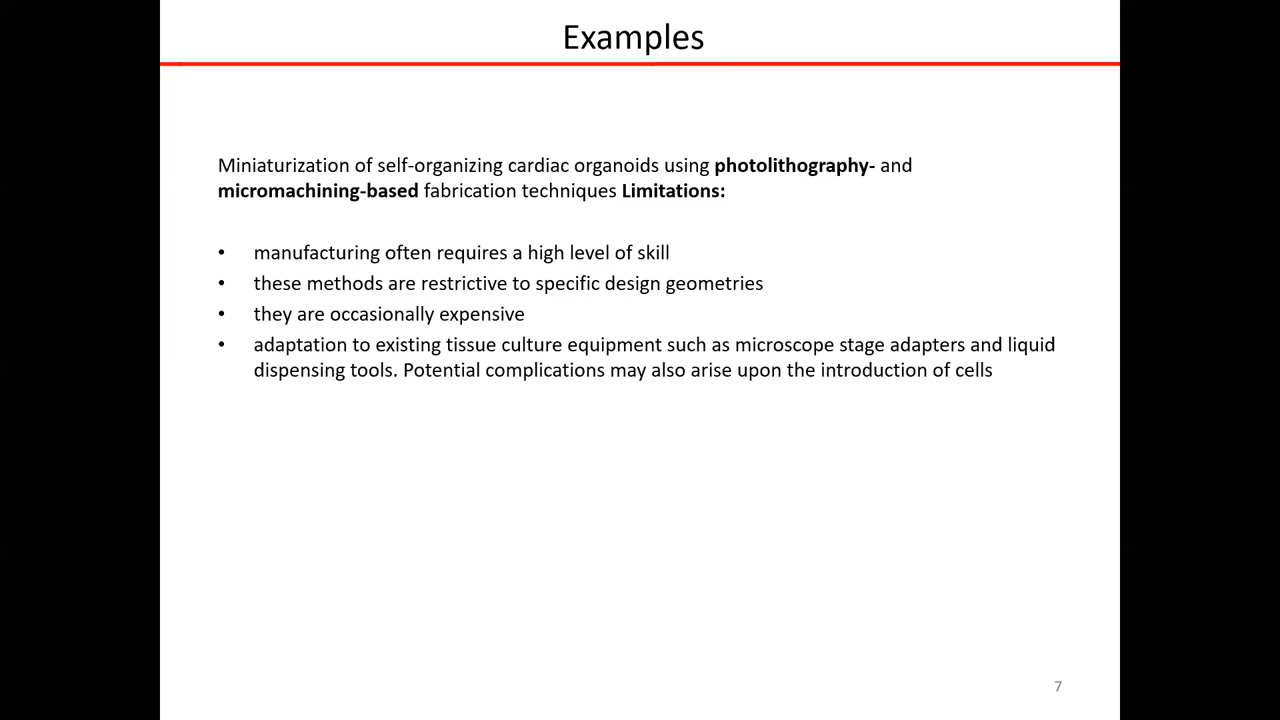 Examples
Miniaturization of self-organizing cardiac organoids using photolithography- and
micromachining-based fabrication techniques Limitations:
• manufacturing often requires a high level of skill
• these methods are restrictive to specific design geometries
• they are occasionally expensive
• adaptation to existing tissue culture equipment such as microscope stage adapters and liquid
dispensing tools. Potential complications may also arise upon the introduction of cells
7